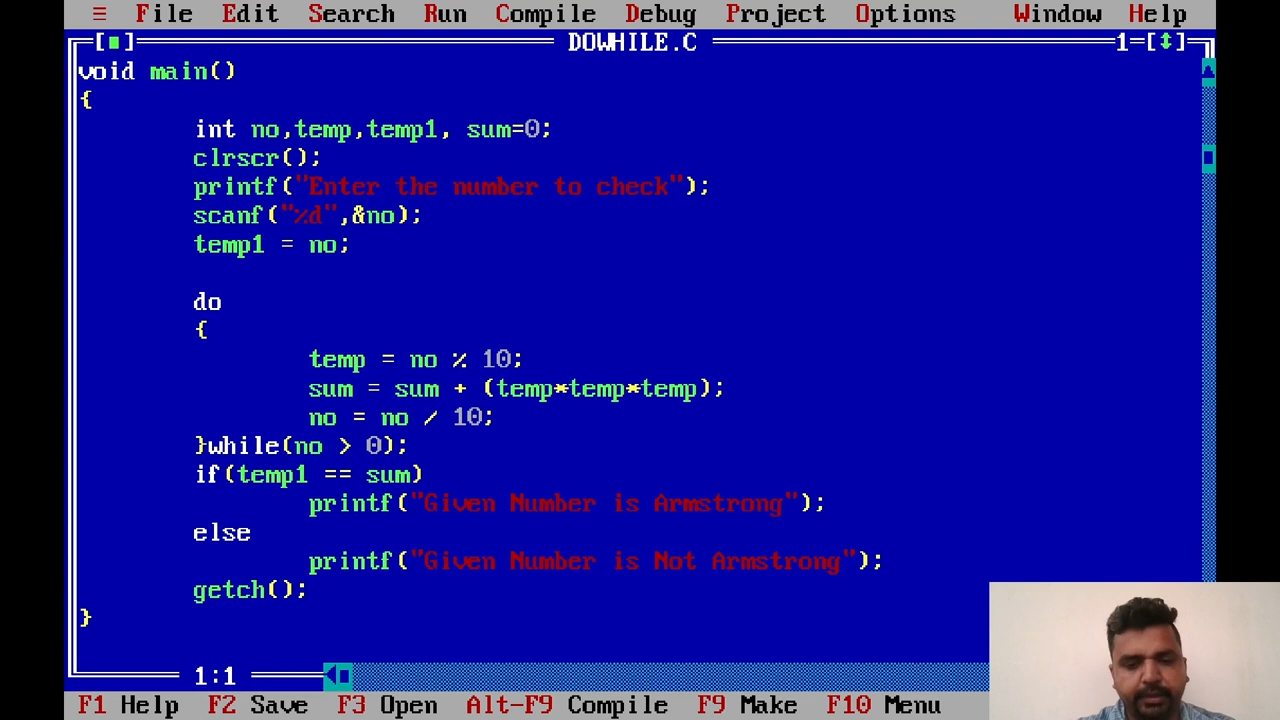 ≡ File Edit Search Run Compile Debug Project Options Window Help
[■] DOWHILE.C 1=[↕]
void main()
{
int no,temp,temp1, sum=0;
clrscr();
printf("Enter the number to check");
scanf("%d",&no);
temp1 = no;
do
{
temp = no % 10;
sum = sum + (temp*temp*temp);
no = no / 10;
}while(no > 0);
if(temp1 == sum)
printf("Given Number is Armstrong");
else
printf("Given Number is Not Armstrong");
getch();
}
1:1
F1 Help F2 Save F3 Open Alt-F9 Compile F9 Make F10 Menu